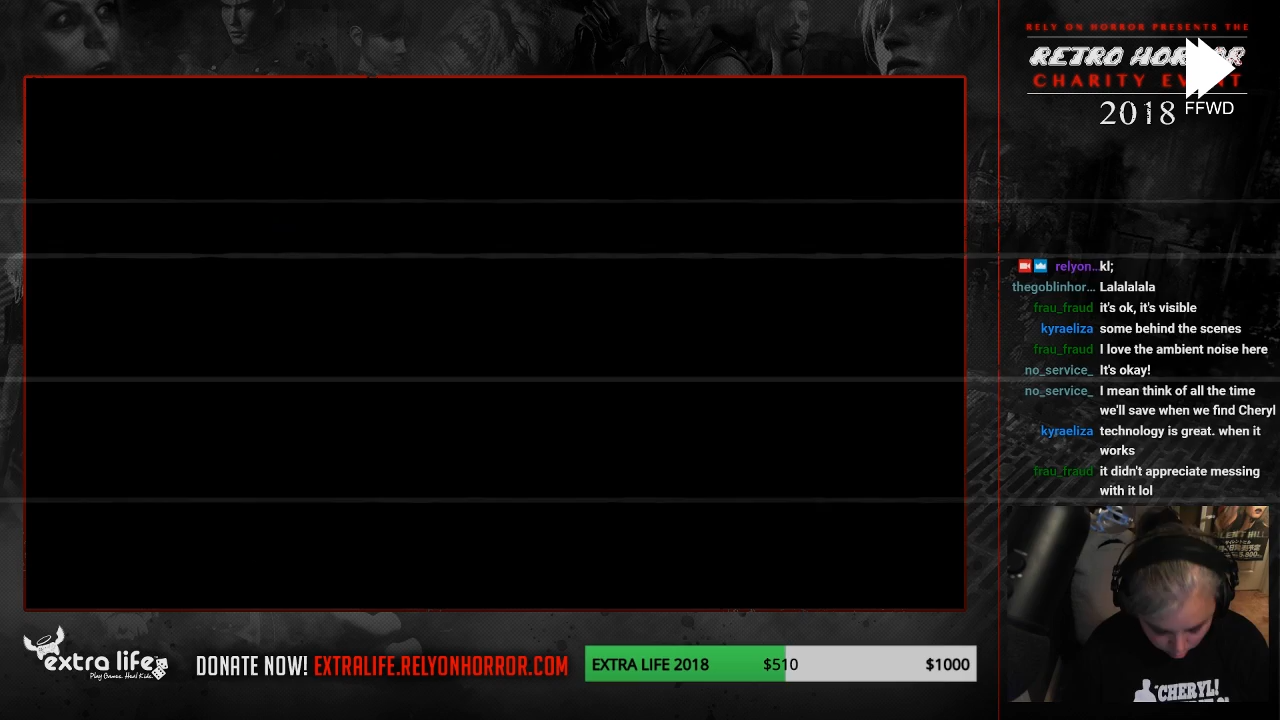 RELY ON HORROR PRESENTS THE
RETRO HORROR
CHARITY EVENT
2018
FFWD
relyon... kl;
thegoblinhor... Lalalalala
frau_fraud it's ok, it's visible
kyraeliza some behind the scenes
frau_fraud I love the ambient noise here
no_service_ It's okay!
no_service_ I mean think of all the time
we'll save when we find Cheryl
kyraeliza technology is great. when it
works
frau_fraud it didn't appreciate messing
with it lol
CHERYL!
extra life
Play Games. Heal Kids.
DONATE NOW! EXTRALIFE.RELYONHORROR.COM
EXTRA LIFE 2018 $510 $1000